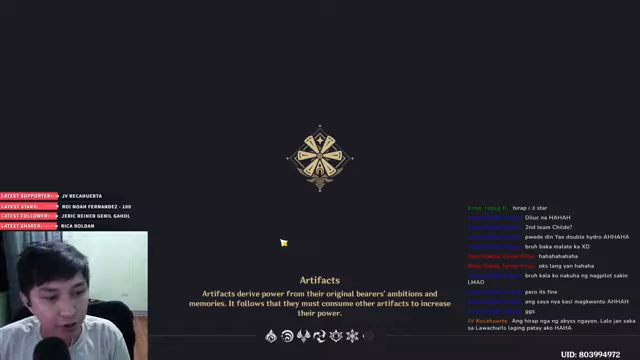 LATEST SUPPORTER: JV RECAHUERTA
LATEST STARS: ROI NOAH FERNANDEZ - 100
LATEST FOLLOWER: JERIC REINER GENIL GAHOL
LATEST SHARER: RICA ROLDAN
Artifacts
Artifacts derive power from their original bearers' ambitions and
memories. It follows that they must consume other artifacts to increase
their power.
hirap i 3 star
Diluc na HAHAH
2nd team Childe?
pwede din Yae double hydro AHHAHA
bruh baka malate ka XD
hahahahahaha
oks lang yan hahaha
bruh kala ko nakuha ng nagpilot sakin
LMAO
pero its fine
ang saya nya kasi magkwento AHHAH
ggs
JV Recahuerta: Ang hirap ng abyss ngayon. Lalo jan saka
sa Lawachurls laging patay ako HAHA
UID: 803994972